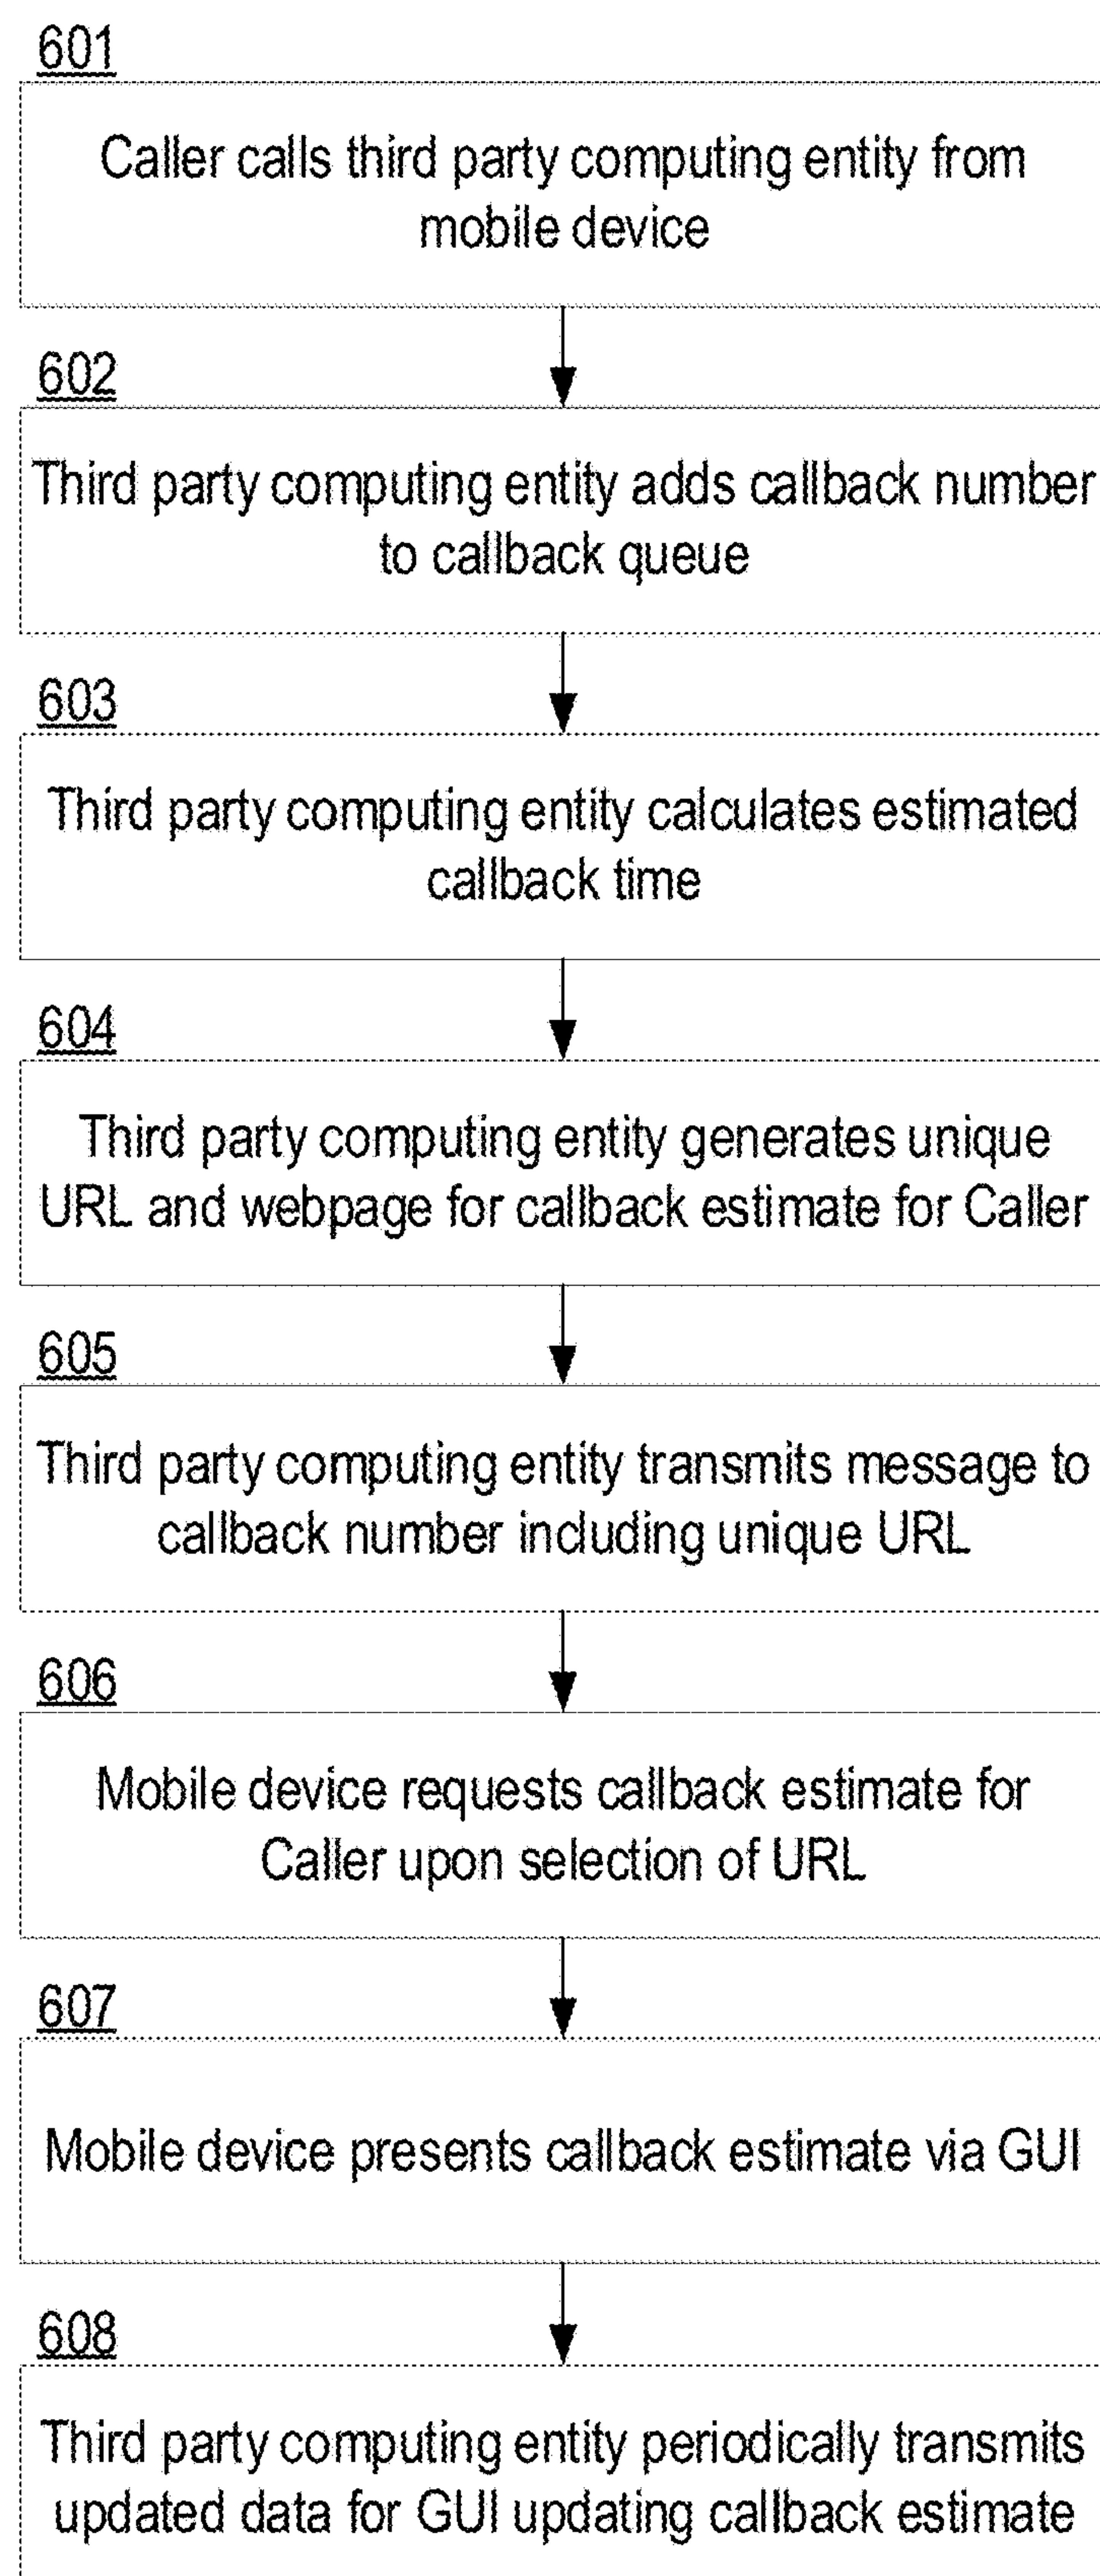 601
Caller calls third party computing entity from
mobile device
602
Third party computing entity adds callback number
to callback queue
603
Third party computing entity calculates estimated
callback time
604
Third party computing entity generates unique
URL and webpage for callback estimate for Caller
605
Third party computing entity transmits message to
callback number including unique URL
606
Mobile device requests callback estimate for
Caller upon selection of URL
607
Mobile device presents callback estimate via GUI
608
Third party computing entity periodically transmits
updated data for GUI updating callback estimate